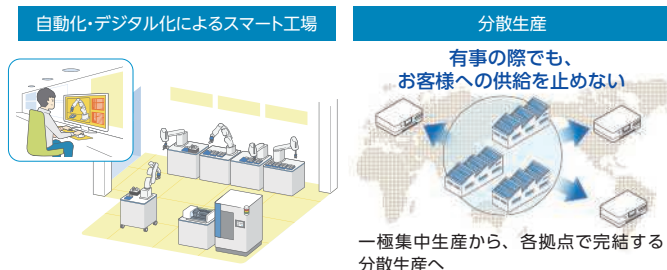 自動化・デジタル化によるスマート工場
分散生産
有事の際でも、
お客様への供給を止めない
一極集中生産から、各拠点で完結する
分散生産へ